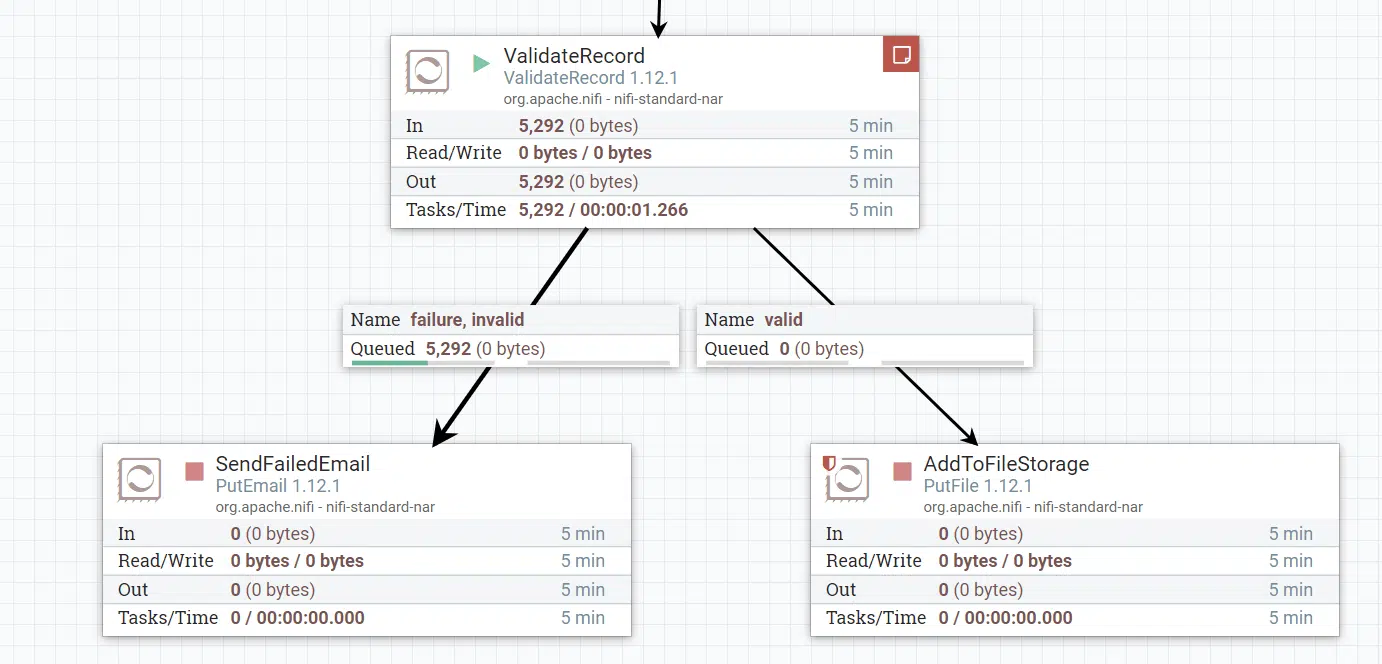 ValidateRecord
ValidateRecord 1.12.1
org.apache.nifi - nifi-standard-nar
In 5,292 (0 bytes) 5 min
Read/Write 0 bytes / 0 bytes 5 min
Out 5,292 (0 bytes) 5 min
Tasks/Time 5,292 / 00:00:01.266 5 min
Name failure, invalid
Queued 5,292 (0 bytes)
Name valid
Queued 0 (0 bytes)
SendFailedEmail
PutEmail 1.12.1
org.apache.nifi - nifi-standard-nar
In 0 (0 bytes) 5 min
Read/Write 0 bytes / 0 bytes 5 min
Out 0 (0 bytes) 5 min
Tasks/Time 0 / 00:00:00.000 5 min
AddToFileStorage
PutFile 1.12.1
org.apache.nifi - nifi-standard-nar
In 0 (0 bytes) 5 min
Read/Write 0 bytes / 0 bytes 5 min
Out 0 (0 bytes) 5 min
Tasks/Time 0 / 00:00:00.000 5 min